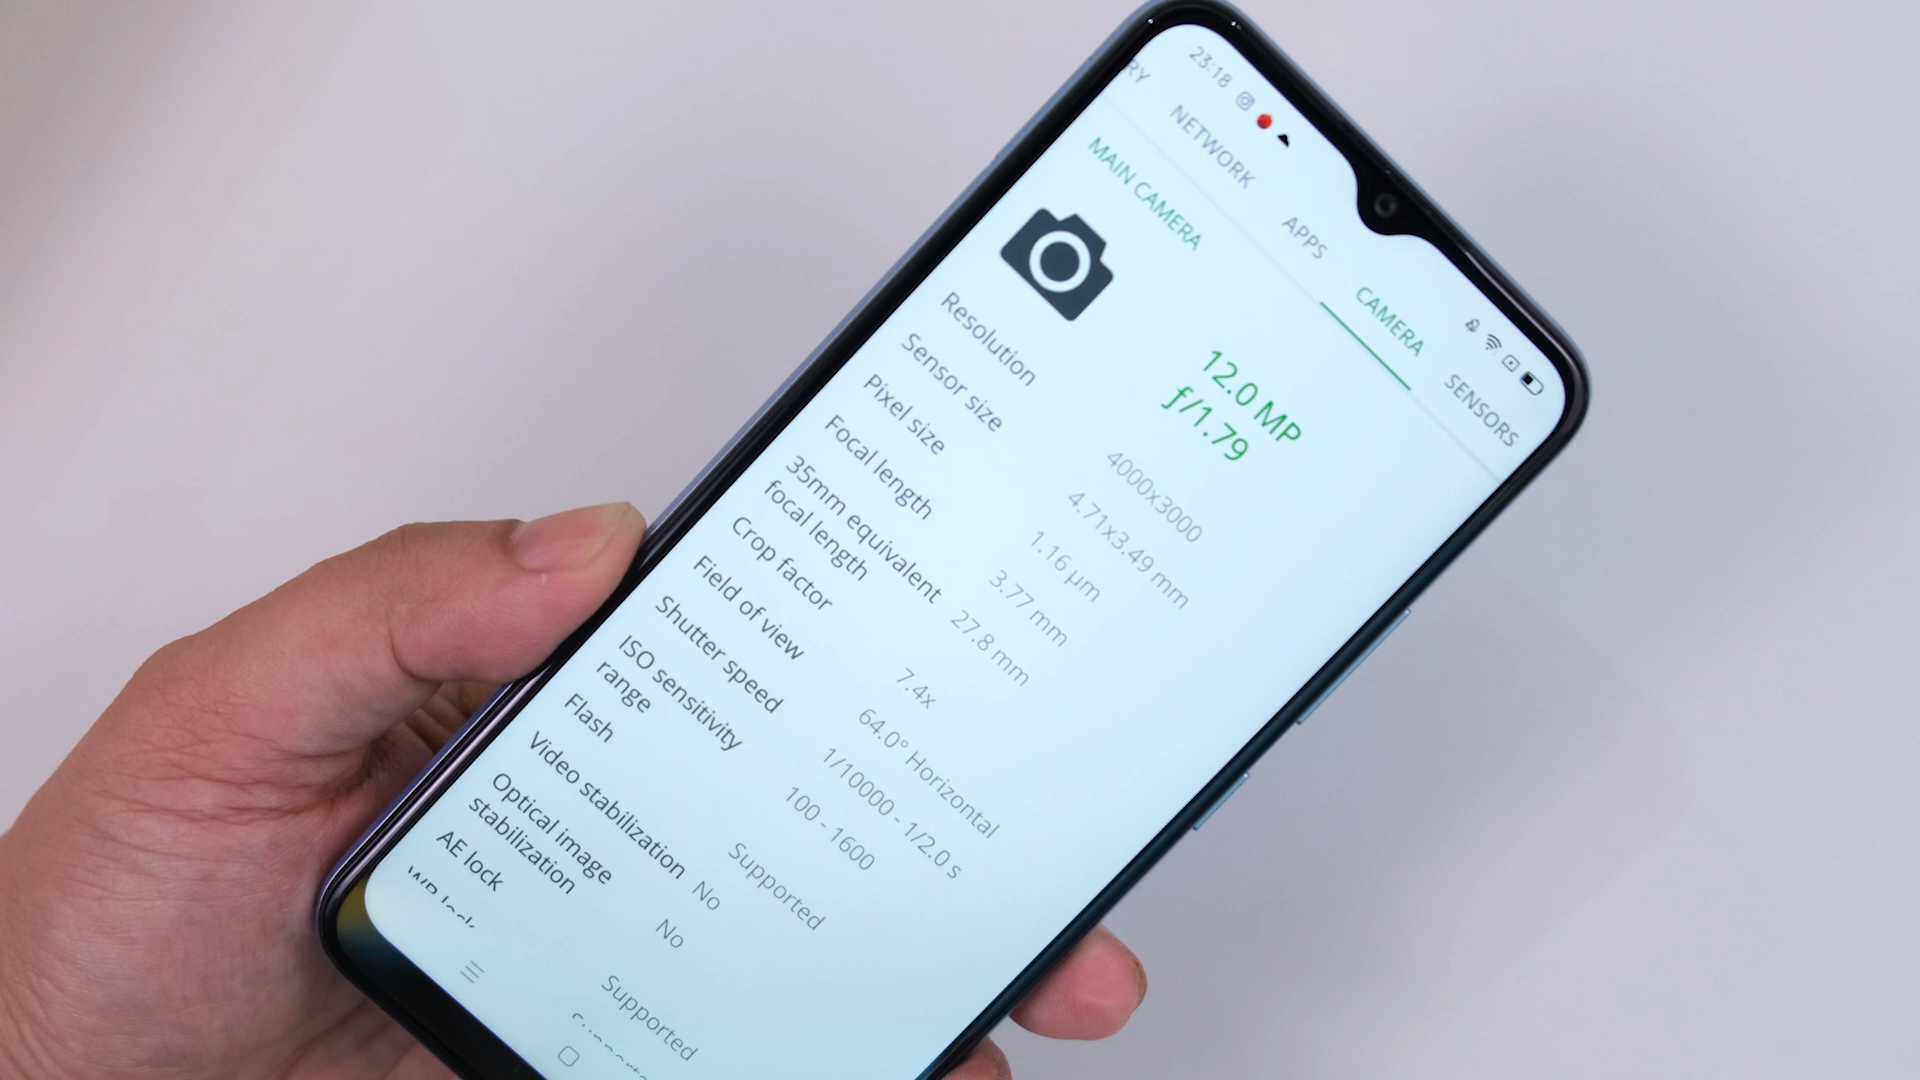 23:18
RY NETWORK APPS CAMERA SENSORS
MAIN CAMERA
12.0 MP
ƒ/1.79
Resolution 4000x3000
Sensor size 4.71x3.49 mm
Pixel size 1.16 µm
Focal length 3.77 mm
35mm equivalent
focal length 27.8 mm
Crop factor 7.4x
Field of view 64.0° Horizontal
Shutter speed 1/10000 - 1/2.0 s
ISO sensitivity
range 100 - 1600
Flash Supported
Video stabilization No
Optical image
stabilization No
AE lock Supported